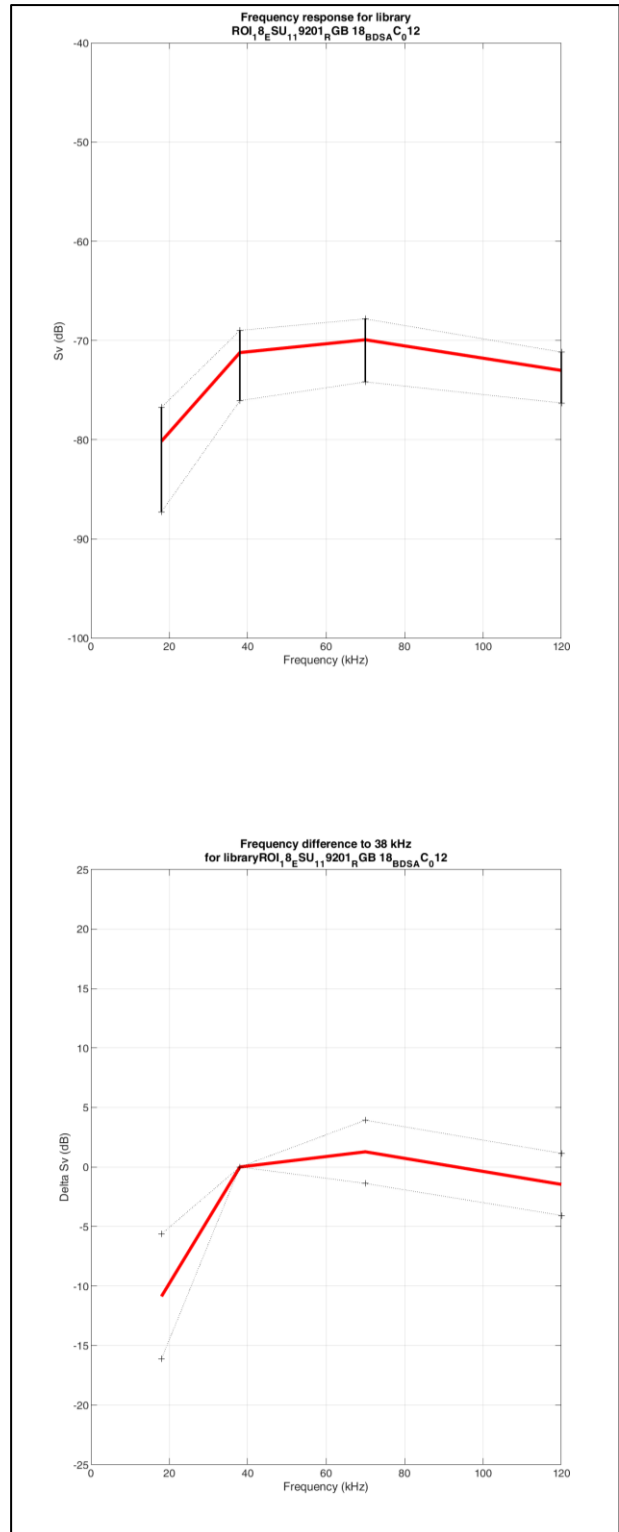 Frequency response for library
ROI₁8ESU₁₁9201RGB 18BDSAC₀12
-40
-50
-60
-70
-80
-90
-100
Sv (dB)
0 20 40 60 80 100 120
Frequency (kHz)
Frequency difference to 38 kHz
for libraryROI₁8ESU₁₁9201RGB 18BDSAC₀12
25
20
15
10
5
0
-5
-10
-15
-20
-25
Delta Sv (dB)
0 20 40 60 80 100 120
Frequency (kHz)